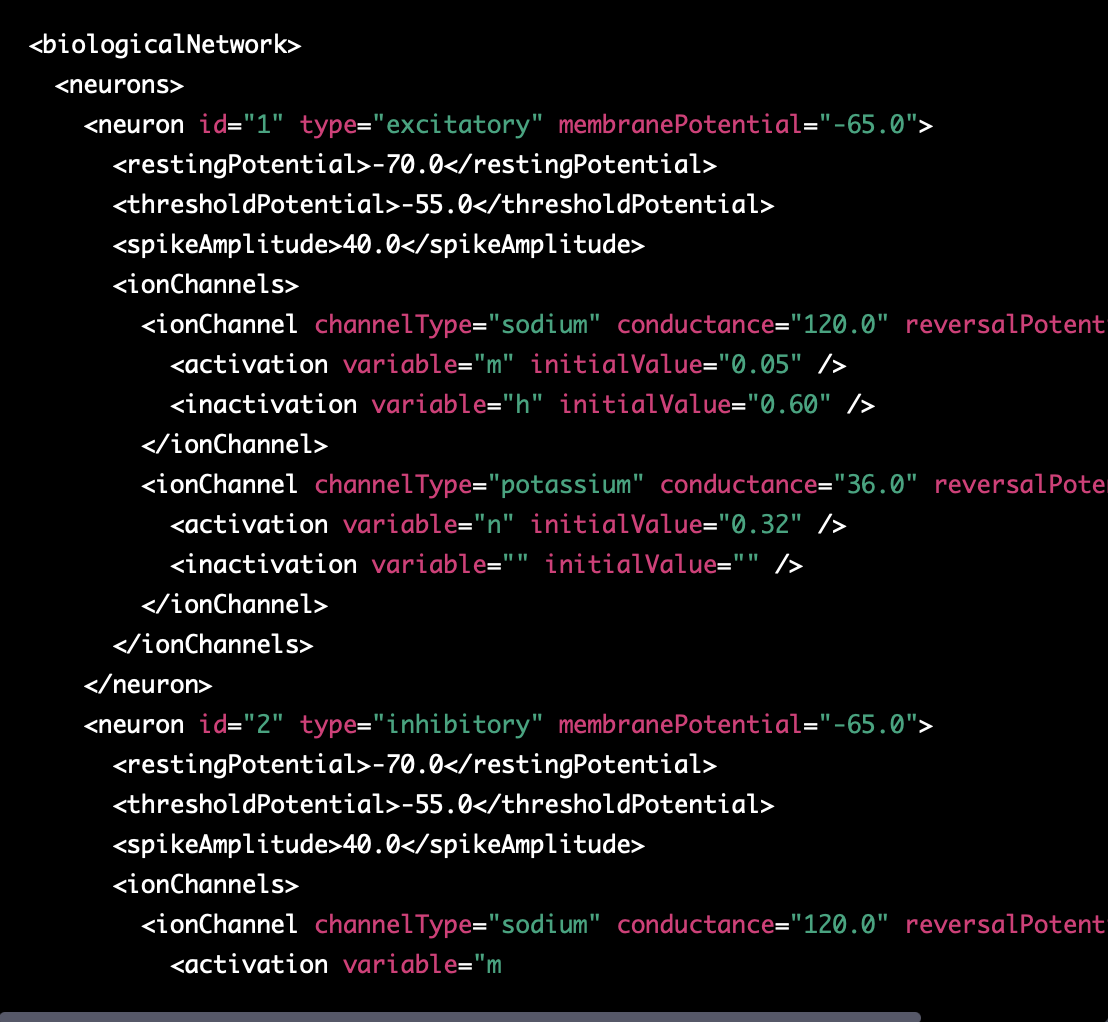 <biologicalNetwork>
  <neurons>
    <neuron id="1" type="excitatory" membranePotential="-65.0">
      <restingPotential>-70.0</restingPotential>
      <thresholdPotential>-55.0</thresholdPotential>
      <spikeAmplitude>40.0</spikeAmplitude>
      <ionChannels>
        <ionChannel channelType="sodium" conductance="120.0" reversalPotent
          <activation variable="m" initialValue="0.05" />
          <inactivation variable="h" initialValue="0.60" />
        </ionChannel>
        <ionChannel channelType="potassium" conductance="36.0" reversalPote
          <activation variable="n" initialValue="0.32" />
          <inactivation variable="" initialValue="" />
        </ionChannel>
      </ionChannels>
    </neuron>
    <neuron id="2" type="inhibitory" membranePotential="-65.0">
      <restingPotential>-70.0</restingPotential>
      <thresholdPotential>-55.0</thresholdPotential>
      <spikeAmplitude>40.0</spikeAmplitude>
      <ionChannels>
        <ionChannel channelType="sodium" conductance="120.0" reversalPotent
          <activation variable="m